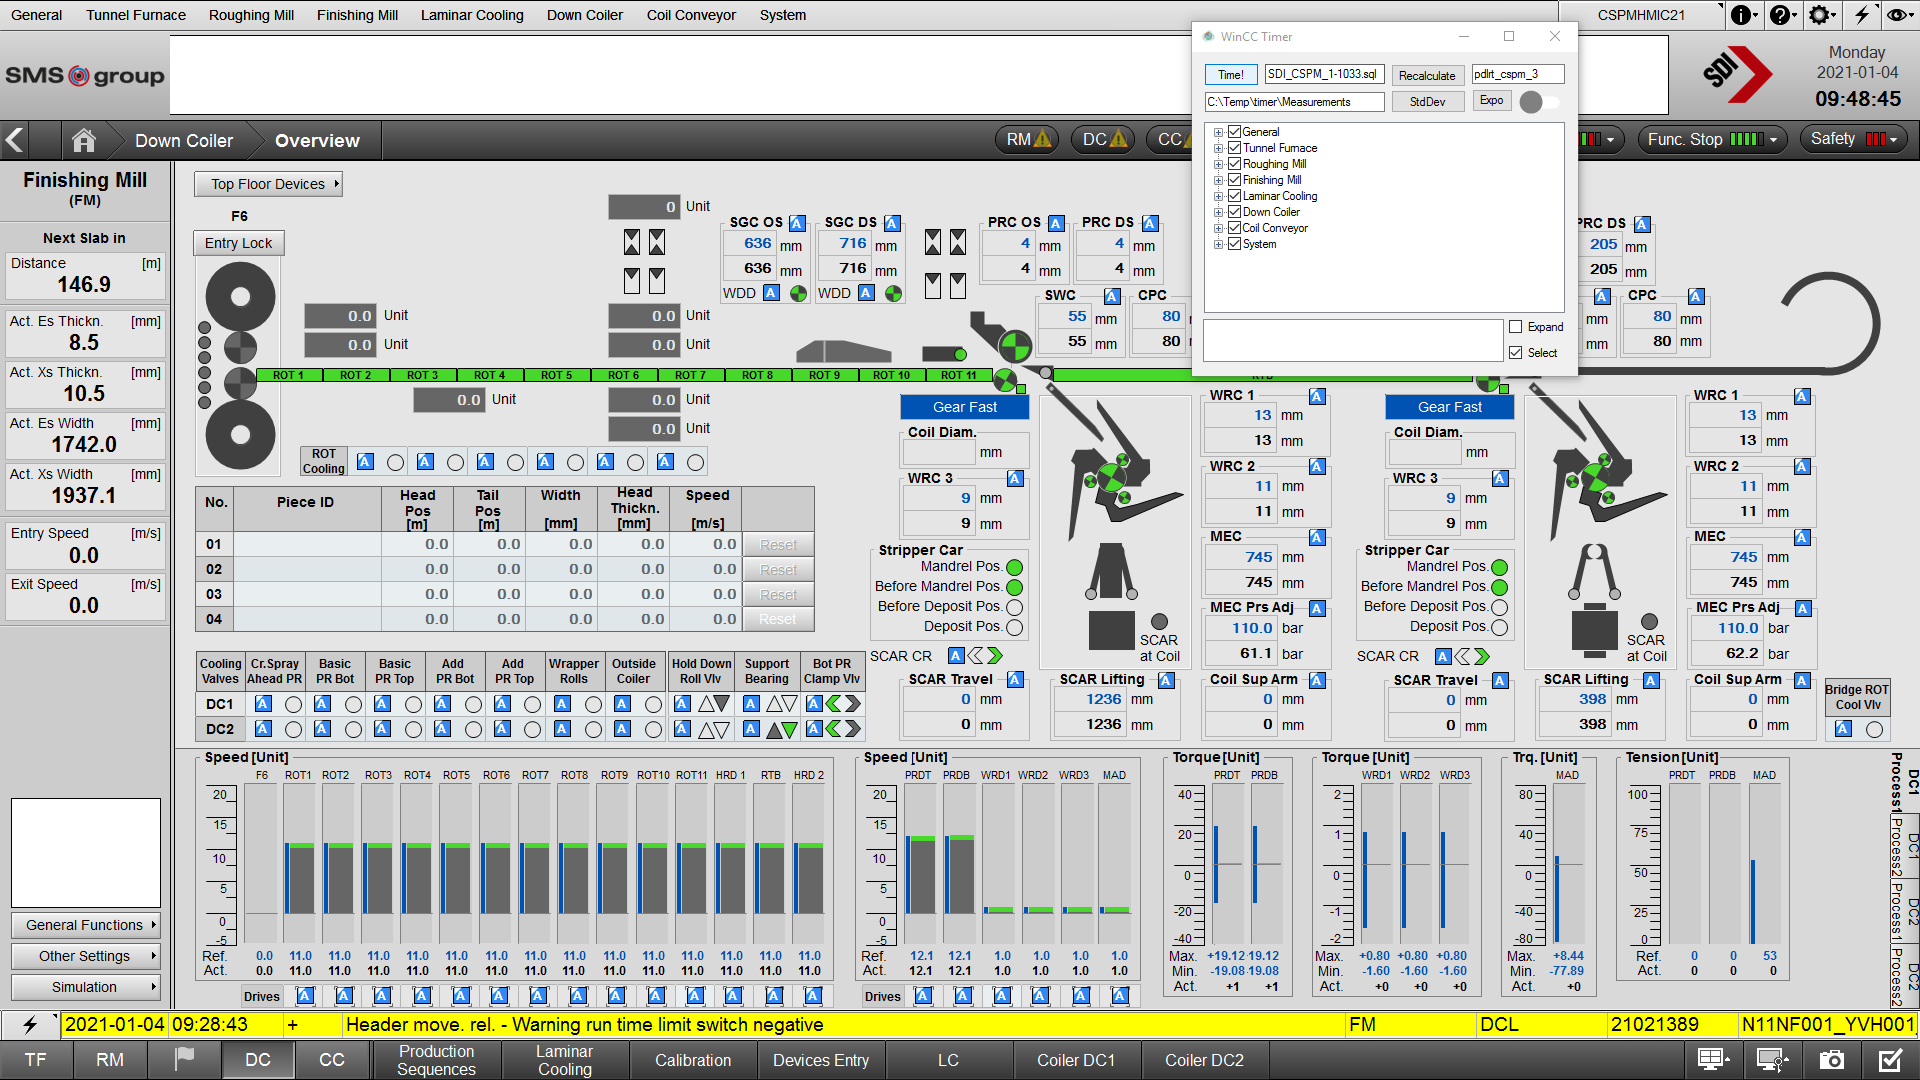 General Tunnel Furnace Roughing Mill Finishing Mill Laminar Cooling Down Coiler Coil Conveyor System CSPMHMIC21
SMS group
SDI
Monday
2021-01-04
09:48:45
WinCC Timer
Time! SDI_CSPM_1-1033.sql Recalculate pdlrt_cspm_3
C:\Temp\timer\Measurements StdDev Expo
General
Tunnel Furnace
Roughing Mill
Finishing Mill
Laminar Cooling
Down Coiler
Coil Conveyor
System
Expand
Select
Down Coiler Overview RM DC CC Func. Stop Safety
Finishing Mill
(FM)
Next Slab in
Distance [m]
146.9
Act. Es Thickn. [mm]
8.5
Act. Xs Thickn. [mm]
10.5
Act. Es Width [mm]
1742.0
Act. Xs Width [mm]
1937.1
Entry Speed [m/s]
0.0
Exit Speed [m/s]
0.0
General Functions
Other Settings
Simulation
Top Floor Devices
F6
Entry Lock
0 Unit
0.0 Unit 0.0 Unit
0.0 Unit 0.0 Unit
0.0 Unit 0.0 Unit
0.0 Unit
SGC OS A SGC DS A PRC OS A PRC DS A PRC DS A
636 mm 716 mm 4 mm 4 mm 205 mm
636 mm 716 mm 4 mm 4 mm 205 mm
WDD A WDD A
SWC A CPC A CPC A
55 mm 80 mm 80 mm
55 mm 80 mm 80 mm
ROT 1 ROT 2 ROT 3 ROT 4 ROT 5 ROT 6 ROT 7 ROT 8 ROT 9 ROT 10 ROT 11 RTB
ROT
Cooling A A A A A A
No. Piece ID Head Pos [m] Tail Pos [m] Width [mm] Head Thickn. [mm] Speed [m/s]
01 0.0 0.0 0.0 0.0 0.0 Reset
02 0.0 0.0 0.0 0.0 0.0 Reset
03 0.0 0.0 0.0 0.0 0.0 Reset
04 0.0 0.0 0.0 0.0 0.0 Reset
Cooling Valves Cr.Spray Ahead PR Basic PR Bot Basic PR Top Add PR Bot Add PR Top Wrapper Rolls Outside Coiler Hold Down Roll Vlv Support Bearing Bot PR Clamp Vlv
DC1 A A A A A A A A A A
DC2 A A A A A A A A A A
Gear Fast
Coil Diam.
mm
WRC 3 A
9 mm
9 mm
Stripper Car
Mandrel Pos.
Before Mandrel Pos.
Before Deposit Pos.
Deposit Pos.
SCAR CR A
SCAR Travel A
0 mm
0 mm
SCAR
at Coil
SCAR Lifting A
1236 mm
1236 mm
WRC 1 A
13 mm
13 mm
WRC 2 A
11 mm
11 mm
MEC A
745 mm
745 mm
MEC Prs Adj A
110.0 bar
61.1 bar
Coil Sup Arm A
0 mm
0 mm
Gear Fast
Coil Diam.
mm
WRC 3 A
9 mm
9 mm
Stripper Car
Mandrel Pos.
Before Mandrel Pos.
Before Deposit Pos.
Deposit Pos.
SCAR CR A
SCAR Travel A
0 mm
0 mm
SCAR
at Coil
SCAR Lifting A
398 mm
398 mm
WRC 1 A
13 mm
13 mm
WRC 2 A
11 mm
11 mm
MEC A
745 mm
745 mm
MEC Prs Adj A
110.0 bar
62.2 bar
Coil Sup Arm A
0 mm
0 mm
Bridge ROT
Cool Vlv
A
Speed [Unit]
F6 ROT1 ROT2 ROT3 ROT4 ROT5 ROT6 ROT7 ROT8 ROT9 ROT10 ROT11 HRD 1 RTB HRD 2
20
15
10
5
0
-5
Ref. 0.0 11.0 11.0 11.0 11.0 11.0 11.0 11.0 11.0 11.0 11.0 11.0 11.0 11.0 11.0
Act. 0.0 11.0 11.0 11.0 11.0 11.0 11.0 11.0 11.0 11.0 11.0 11.0 11.0 11.0 11.0
Drives A A A A A A A A A A A A A A
Speed [Unit]
PRDT PRDB WRD1 WRD2 WRD3 MAD
20
15
10
5
0
-5
Ref. 12.1 12.1 1.0 1.0 1.0 1.0
Act. 12.1 12.1 1.0 1.0 1.0 1.0
Drives A A A A A A
Torque [Unit]
PRDT PRDB
40
20
0
-20
-40
Max. +19.12 19.12
Min. -19.08 19.08
Act. +1 +1
Torque [Unit]
WRD1 WRD2 WRD3
2
1
0
-1
-2
Max. +0.80 +0.80 +0.80
Min. -1.60 -1.60 -1.60
Act. +0 +0 +0
Trq. [Unit]
MAD
80
40
0
-40
-80
Max. +8.44
Min. -77.89
Act. +0
Tension [Unit]
PRDT PRDB MAD
100
75
50
25
0
Ref. 0 0 53
Act. 0 0 0
DC1 Process1
DC1 Process2
DC2 Process1
DC2 Process2
2021-01-04 09:28:43 + Header move. rel. - Warning run time limit switch negative FM DCL 21021389 N11NF001_YVH001_
TF RM DC CC Production Sequences Laminar Cooling Calibration Devices Entry LC Coiler DC1 Coiler DC2